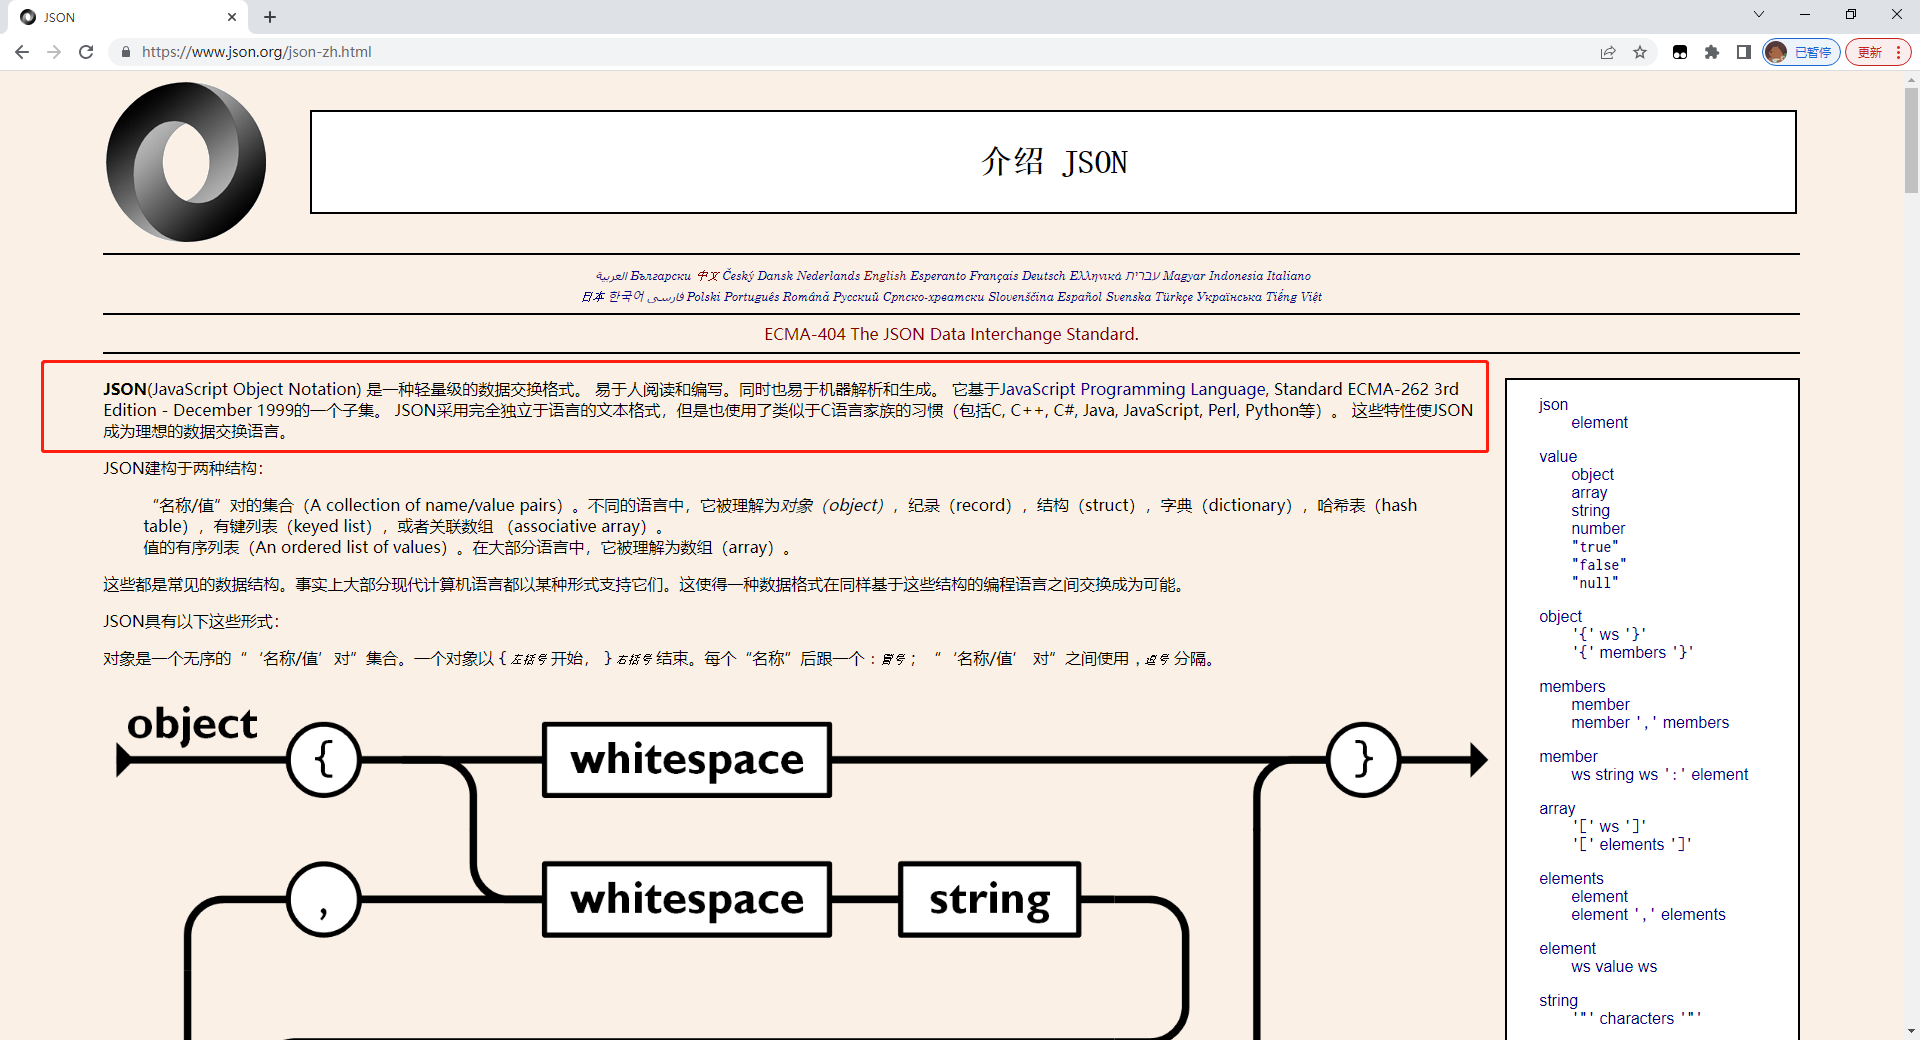 JSON
https://www.json.org/json-zh.html
已暂停
更新
介绍 JSON
العربية Български 中文 Český Dansk Nederlands English Esperanto Français Deutsch Ελληνικά עברית Magyar Indonesia Italiano
日本 한국어 فارسی Polski Português Română Русский Српско-хрватски Slovenščina Español Svenska Türkçe Українська Tiếng Việt
ECMA-404 The JSON Data Interchange Standard.
JSON(JavaScript Object Notation) 是一种轻量级的数据交换格式。 易于人阅读和编写。同时也易于机器解析和生成。 它基于JavaScript Programming Language, Standard ECMA-262 3rd
Edition - December 1999的一个子集。 JSON采用完全独立于语言的文本格式，但是也使用了类似于C语言家族的习惯（包括C, C++, C#, Java, JavaScript, Perl, Python等）。 这些特性使JSON
成为理想的数据交换语言。
JSON建构于两种结构：
“名称/值”对的集合（A collection of name/value pairs）。不同的语言中，它被理解为对象（object），纪录（record），结构（struct），字典（dictionary），哈希表（hash
table），有键列表（keyed list），或者关联数组 （associative array）。
值的有序列表（An ordered list of values）。在大部分语言中，它被理解为数组（array）。
这些都是常见的数据结构。事实上大部分现代计算机语言都以某种形式支持它们。这使得一种数据格式在同样基于这些结构的编程语言之间交换成为可能。
JSON具有以下这些形式：
对象是一个无序的“‘名称/值’对”集合。一个对象以 { 左括号 开始， } 右括号 结束。每个“名称”后跟一个 : 冒号 ；“‘名称/值’ 对”之间使用 , 逗号 分隔。
object
{
whitespace
}
,
whitespace
string
json
element
value
object
array
string
number
"true"
"false"
"null"
object
'{' ws '}'
'{' members '}'
members
member
member ',' members
member
ws string ws ':' element
array
'[' ws ']'
'[' elements ']'
elements
element
element ',' elements
element
ws value ws
string
'"' characters '"'